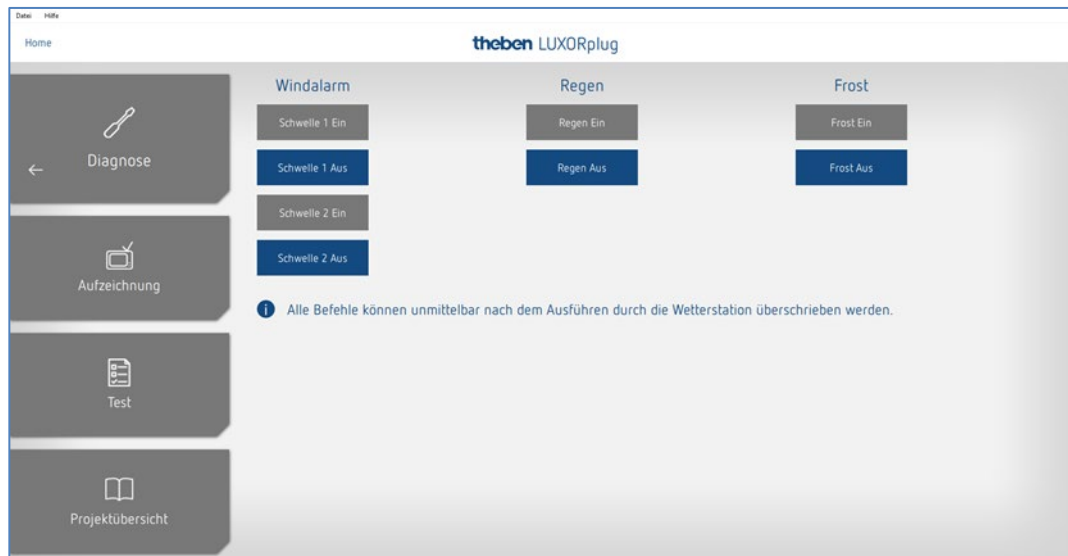 Datei Hilfe
Home
theben LUXORplug
Diagnose
Aufzeichnung
Test
Projektübersicht
Windalarm
Schwelle 1 Ein
Schwelle 1 Aus
Schwelle 2 Ein
Schwelle 2 Aus
Regen
Regen Ein
Regen Aus
Frost
Frost Ein
Frost Aus
Alle Befehle können unmittelbar nach dem Ausführen durch die Wetterstation überschrieben werden.